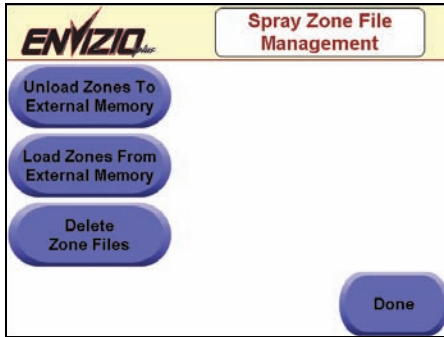 ENVIZIO plus
Spray Zone File
Management
Unload Zones To
External Memory
Load Zones From
External Memory
Delete
Zone Files
Done